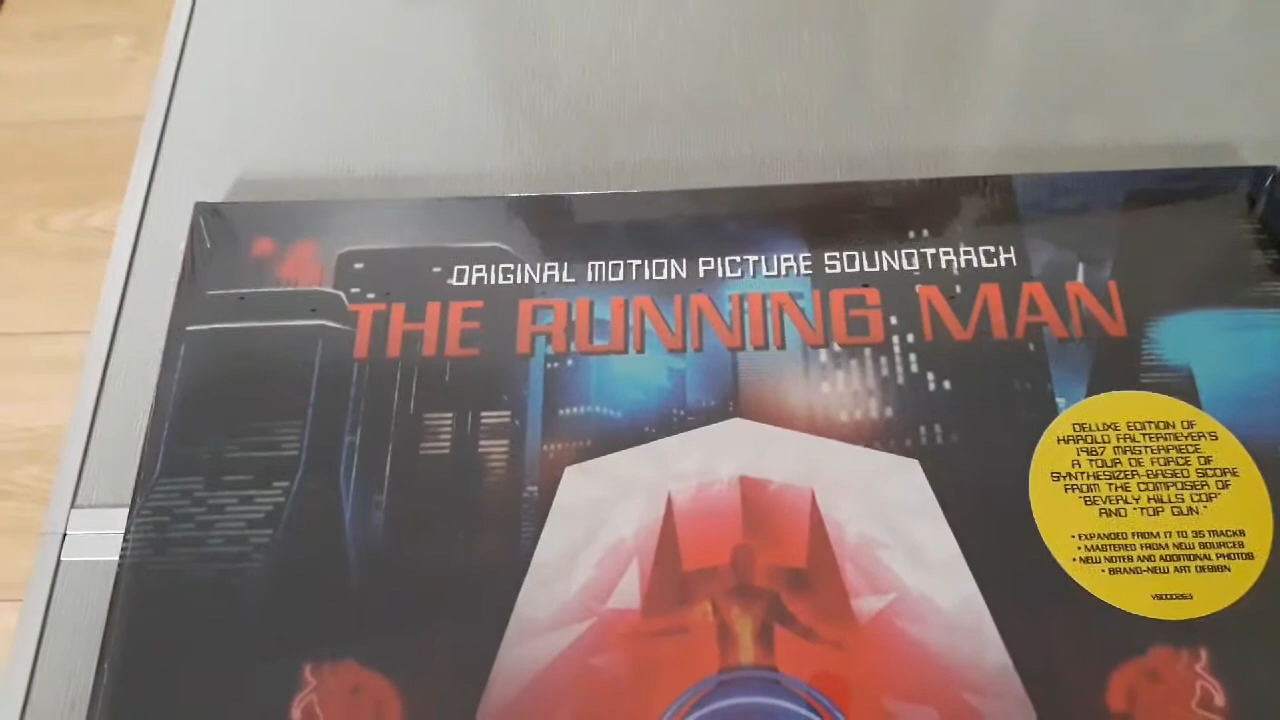 ORIGINAL MOTION PICTURE SOUNDTRACK
THE RUNNING MAN
DELUXE EDITION OF
HAROLD FALTERMEYER'S
1987 MASTERPIECE.
A TOUR DE FORCE OF
SYNTHESIZER-BASED SCORE
FROM THE COMPOSER OF
"BEVERLY HILLS COP"
AND "TOP GUN."
• EXPANDED FROM 17 TO 35 TRACKS
• MASTERED FROM NEW SOURCES
• NEW NOTES AND ADDITIONAL PHOTOS
• BRAND-NEW ART DESIGN